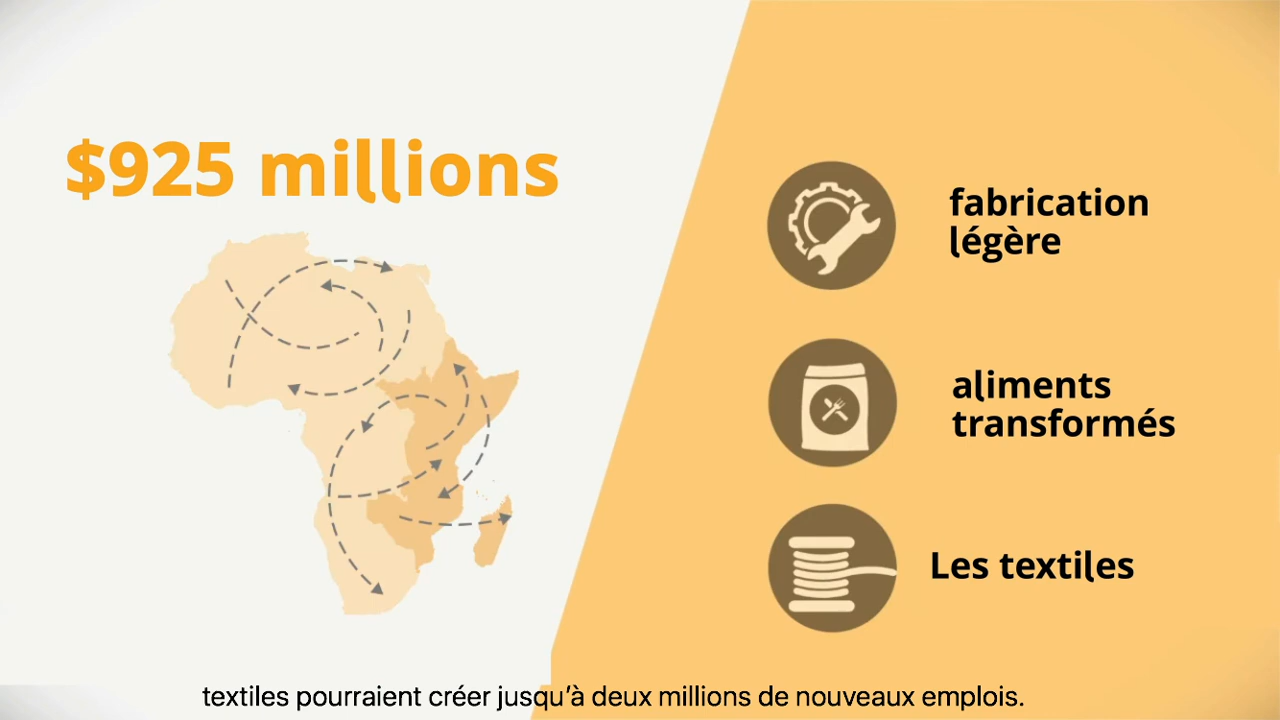 $925 millions
fabrication
légère
aliments
transformés
Les textiles
textiles pourraient créer jusqu'à deux millions de nouveaux emplois.